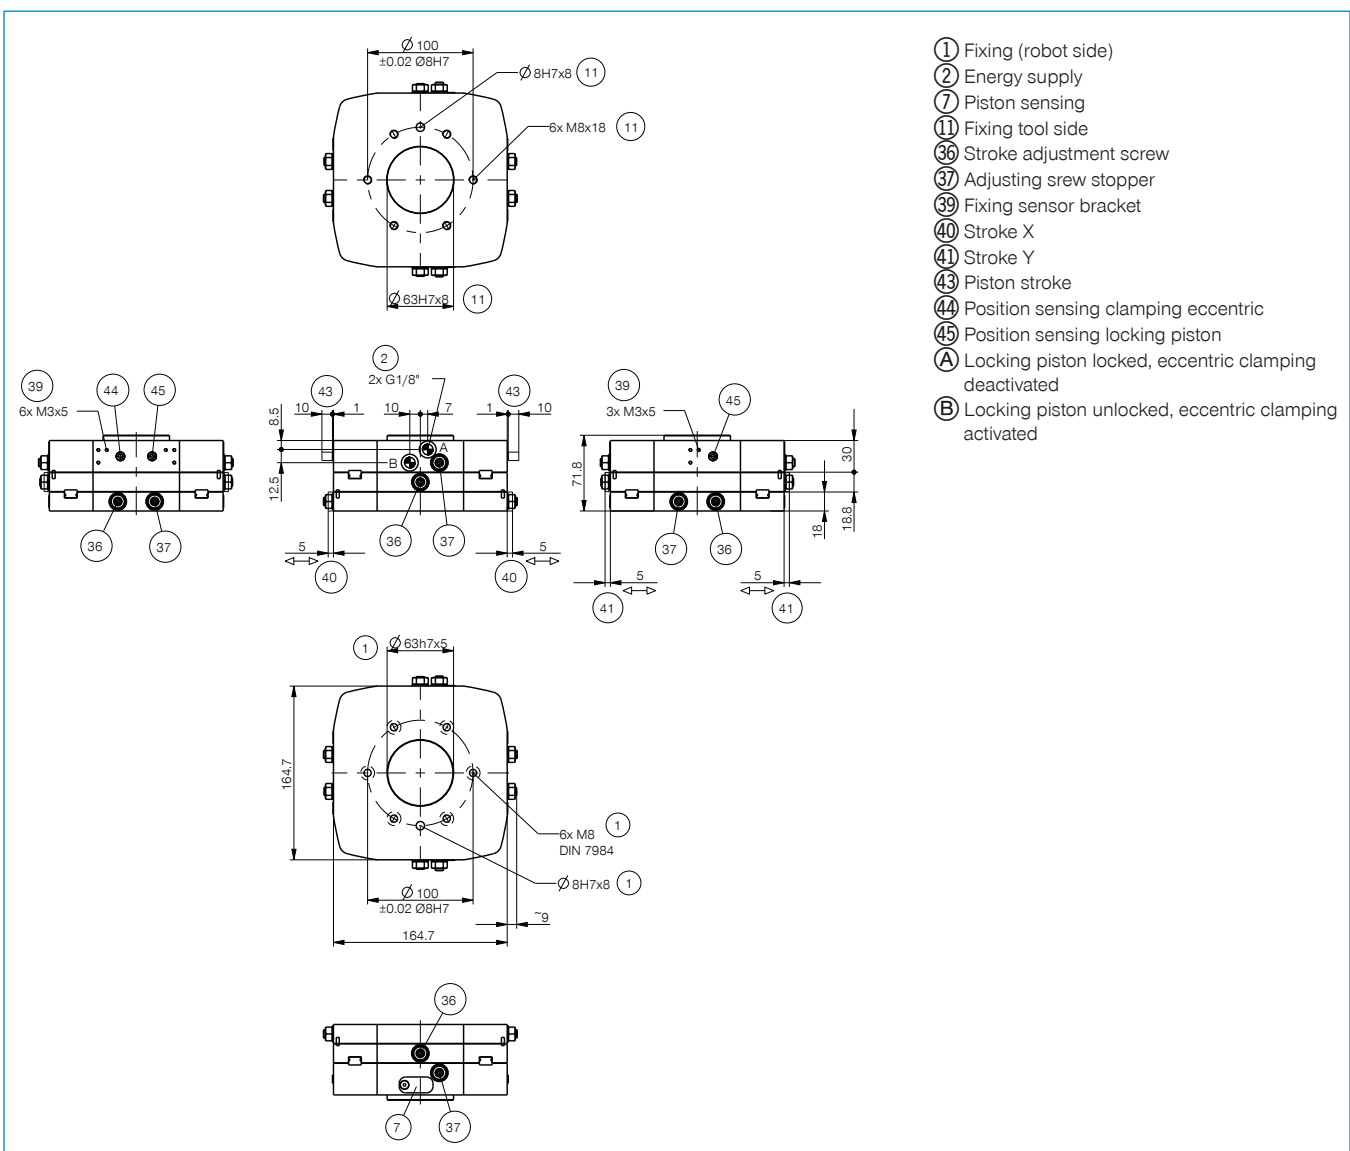 Ø 100
±0.02 Ø8H7
Ø 8H7x8 11
6x M8x18 11
Ø 63H7x8 11
1 Fixing (robot side)
2 Energy supply
7 Piston sensing
11 Fixing tool side
36 Stroke adjustment screw
37 Adjusting srew stopper
39 Fixing sensor bracket
40 Stroke X
41 Stroke Y
43 Piston stroke
44 Position sensing clamping eccentric
45 Position sensing locking piston
A Locking piston locked, eccentric clamping
deactivated
B Locking piston unlocked, eccentric clamping
activated
39 44 45
6x M3x5
36 37
2
2x G1/8"
43 43
10 1 10 7 1 10
8.5
12.5
A
B
36 37
5 5
40 40
39 45
3x M3x5
71.8
30
18.8
18
37 36
5 5
41 41
1 Ø 63h7x5
164.7
6x M8 1
DIN 7984
Ø 8H7x8 1
Ø 100
±0.02 Ø8H7
~9
164.7
36
7 37